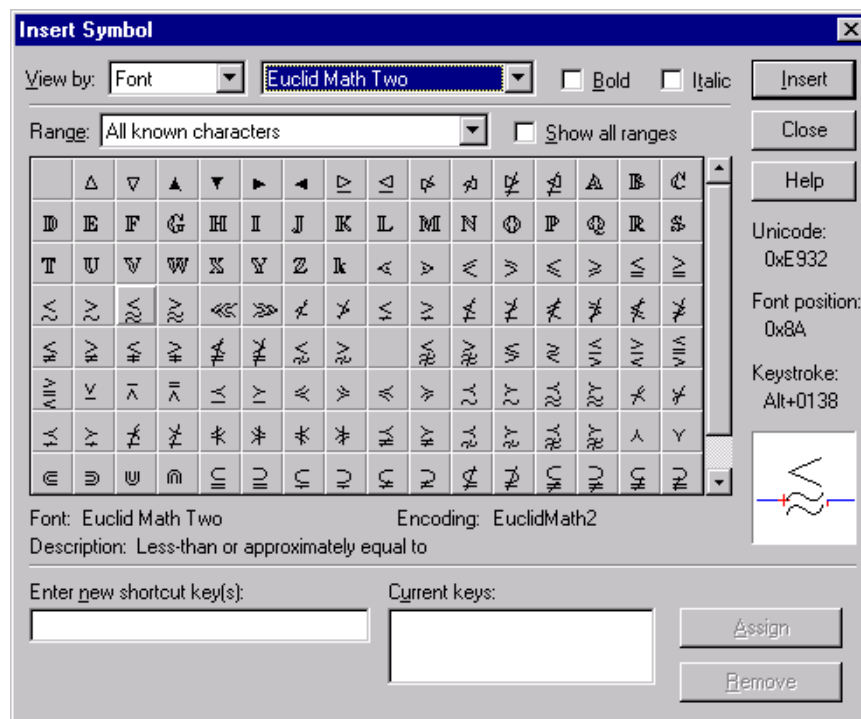 Insert Symbol
View by: Font Euclid Math Two Bold Italic Insert
Range: All known characters Show all ranges Close
Help
𝔸 𝔹 ℂ
𝔻 𝔼 𝔽 𝔾 ℍ 𝕀 𝕁 𝕂 𝕃 𝕄 ℕ 𝕆 ℙ ℚ ℝ 𝕊
𝕋 𝕌 𝕍 𝕎 𝕏 𝕐 ℤ 𝕜
Unicode:
0xE932
Font position:
0x8A
Keystroke:
Alt+0138
Font: Euclid Math Two Encoding: EuclidMath2
Description: Less-than or approximately equal to
Enter new shortcut key(s): Current keys:
Assign
Remove